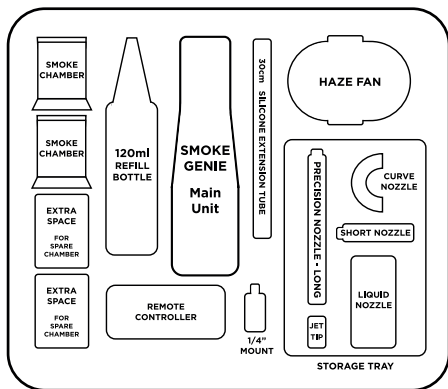 SMOKE
CHAMBER
SMOKE
CHAMBER
EXTRA
SPACE
FOR
SPARE
CHAMBER
EXTRA
SPACE
FOR
SPARE
CHAMBER
120ml
REFILL
BOTTLE
SMOKE
GENIE
Main
Unit
REMOTE
CONTROLLER
30cm SILICONE EXTENSION TUBE
1/4"
MOUNT
HAZE FAN
PRECISION NOZZLE - LONG
CURVE
NOZZLE
SHORT NOZZLE
LIQUID
NOZZLE
JET
TIP
STORAGE TRAY